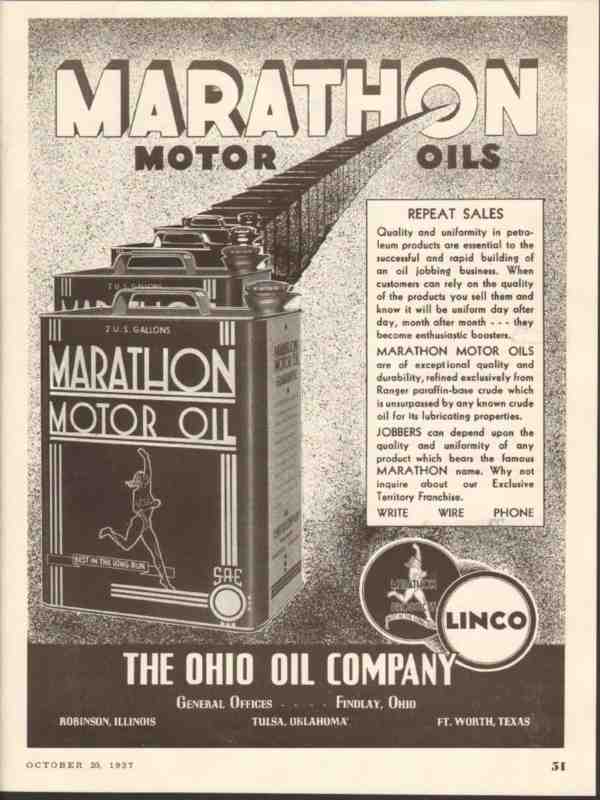 MARATHON
MOTOR OILS
REPEAT SALES
Quality and uniformity in petro-
leum products are essential to the
successful and rapid building of
an oil jobbing business. When
customers can rely on the quality
of the products you sell them and
know it will be uniform day after
day, month after month - - - they
become enthusiastic boosters.
MARATHON MOTOR OILS
are of exceptional quality and
durability, refined exclusively from
Ranger paraffin-base crude which
is unsurpassed by any known crude
oil for its lubricating properties.
JOBBERS can depend upon the
quality and uniformity of any
product which bears the famous
MARATHON name. Why not
inquire about our Exclusive
Territory Franchise.
WRITE WIRE PHONE
2 U.S. GALLONS
MARATHON
2 U.S. GALLONS
MARATHON
MOTOR OIL
BEST IN THE LONG RUN
SAE
MARATHON
MOTOR OIL
MARATHON
LINCO
THE OHIO OIL COMPANY
GENERAL OFFICES - - - - FINDLAY, OHIO
ROBINSON, ILLINOIS TULSA, OKLAHOMA FT. WORTH, TEXAS
OCTOBER 20, 1937 51